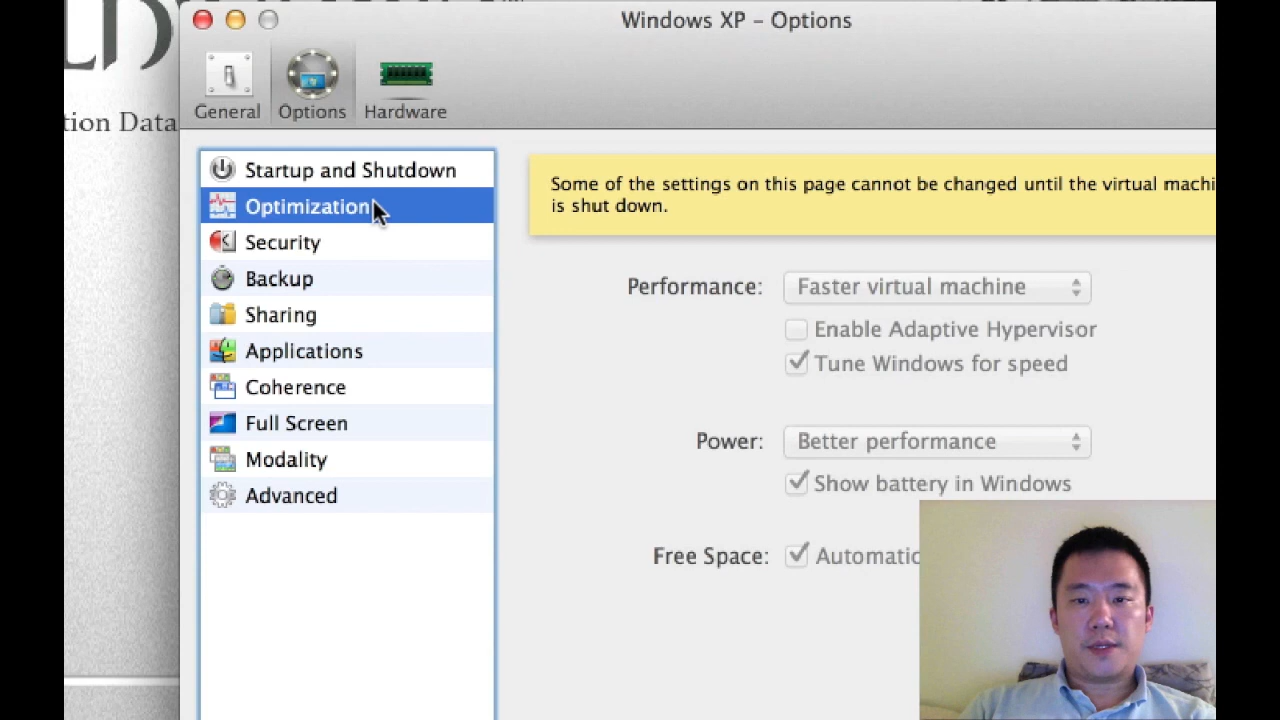 Windows XP – Options
General
Options
Hardware
tion Data
Startup and Shutdown
Optimization
Security
Backup
Sharing
Applications
Coherence
Full Screen
Modality
Advanced
Some of the settings on this page cannot be changed until the virtual machi
is shut down.
Performance: Faster virtual machine
Enable Adaptive Hypervisor
Tune Windows for speed
Power: Better performance
Show battery in Windows
Free Space: Automatic